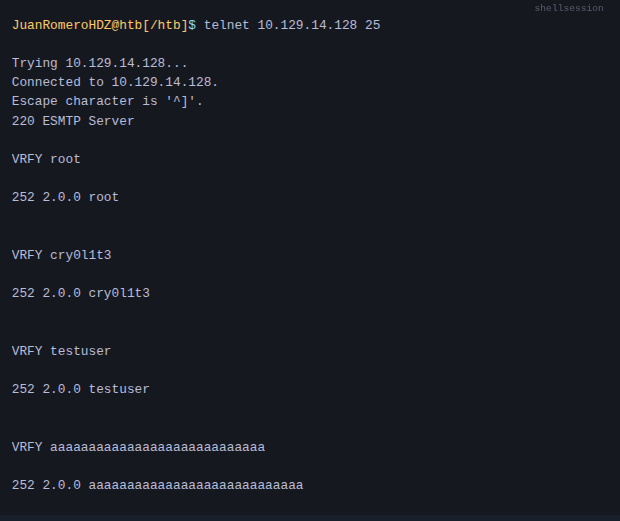 shellsession
JuanRomeroHDZ@htb[/htb]$ telnet 10.129.14.128 25
Trying 10.129.14.128...
Connected to 10.129.14.128.
Escape character is '^]'.
220 ESMTP Server
VRFY root
252 2.0.0 root
VRFY cry0l1t3
252 2.0.0 cry0l1t3
VRFY testuser
252 2.0.0 testuser
VRFY aaaaaaaaaaaaaaaaaaaaaaaaaaaa
252 2.0.0 aaaaaaaaaaaaaaaaaaaaaaaaaaaa